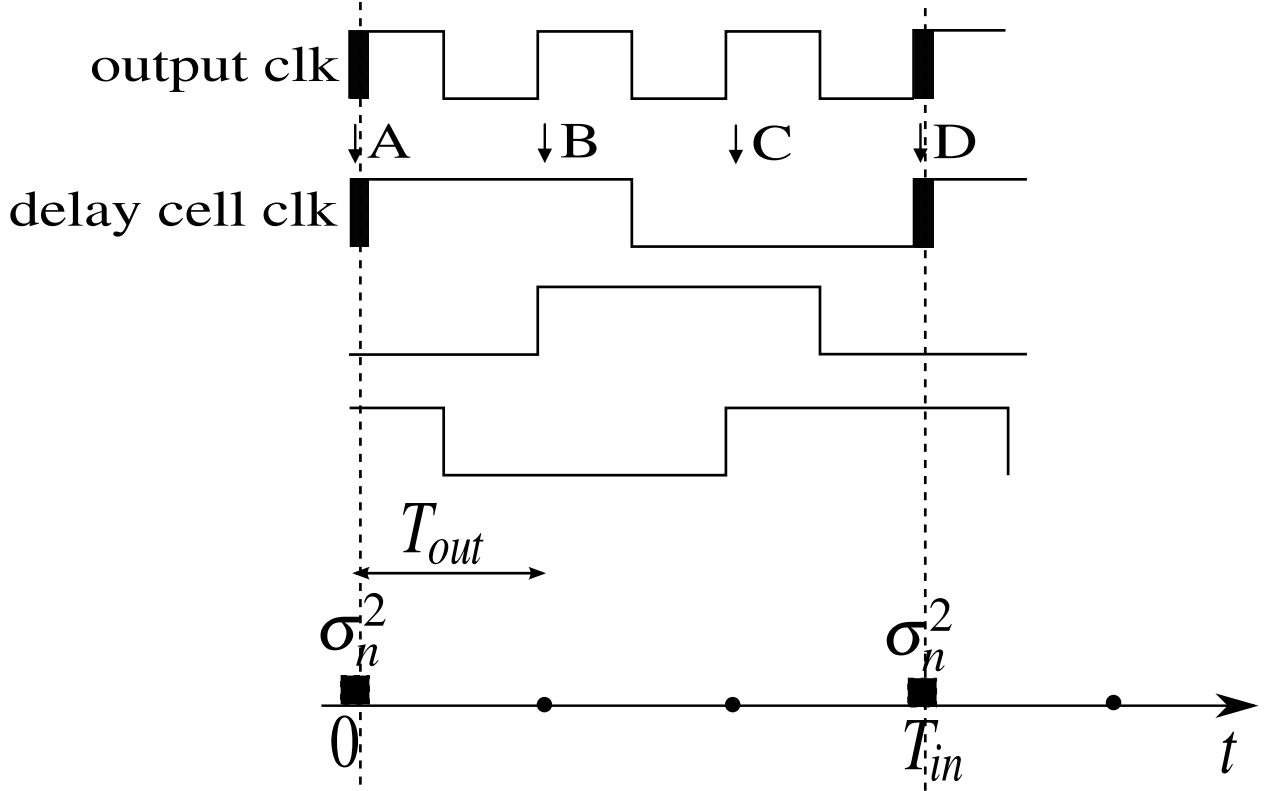 output clk
A B C D
delay cell clk
T_out
σ_n^2 σ_n^2
0 T_in t